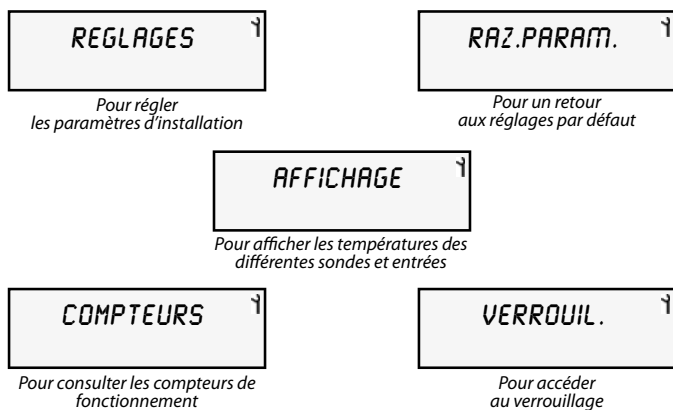 REGLAGES
Pour régler
les paramètres d'installation
RAZ.PARAM.
Pour un retour
aux réglages par défaut
AFFICHAGE
Pour afficher les températures des
différentes sondes et entrées
COMPTEURS
Pour consulter les compteurs de
fonctionnement
VERROUIL.
Pour accéder
au verrouillage